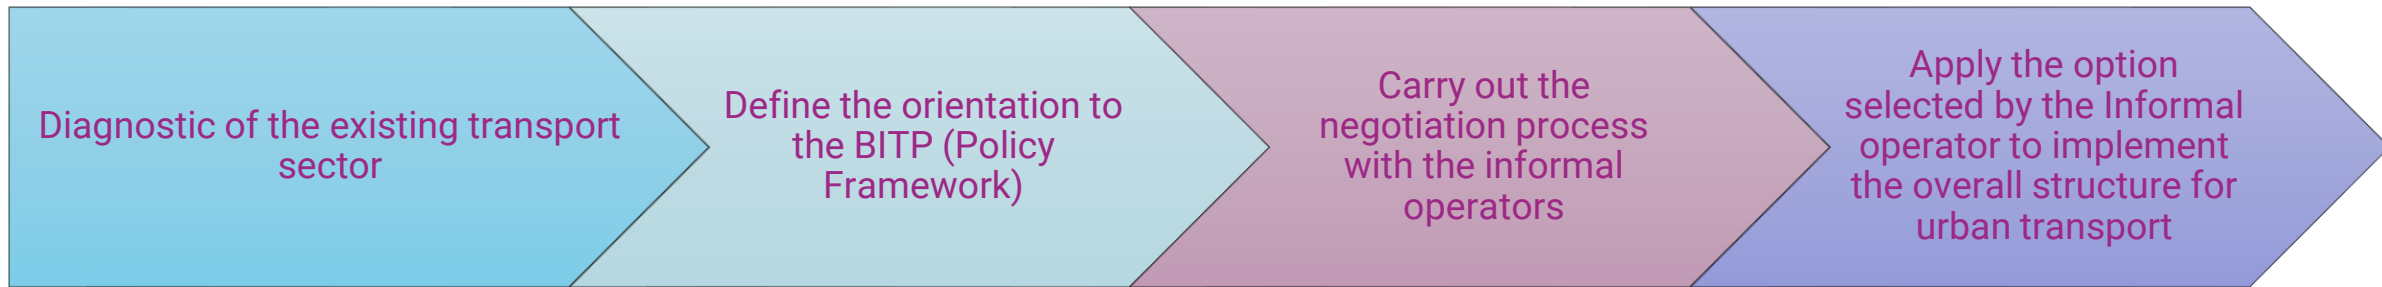 Diagnostic of the existing transport
sector
Define the orientation to
the BITP (Policy
Framework)
Carry out the
negotiation process
with the informal
operators
Apply the option
selected by the Informal
operator to implement
the overall structure for
urban transport